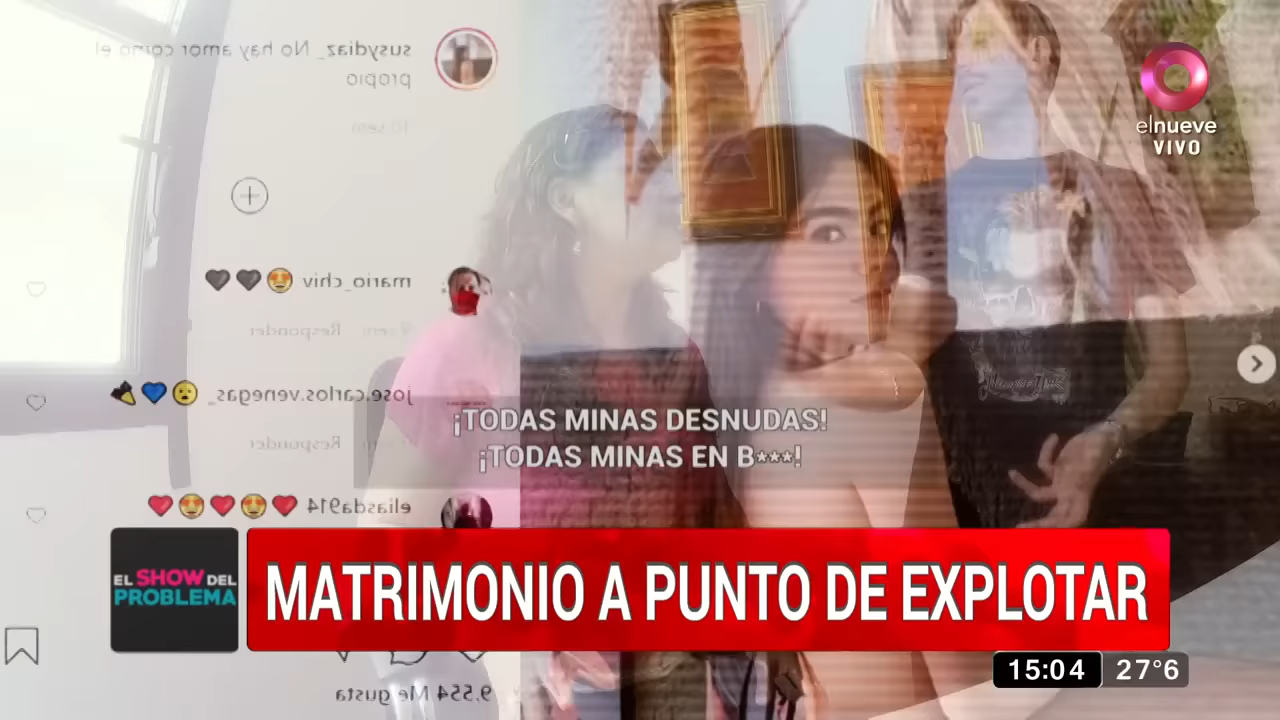 susydiaz_ No hay amor como el
propio
10 sem
elnueve
VIVO
mario_chiv
Responder
jose.carlos.venegas_
Responder
¡TODAS MINAS DESNUDAS!
¡TODAS MINAS EN B***!
eliasda914
EL SHOW DEL
PROBLEMA
MATRIMONIO A PUNTO DE EXPLOTAR
15:04 27°6
9,554 Me gusta